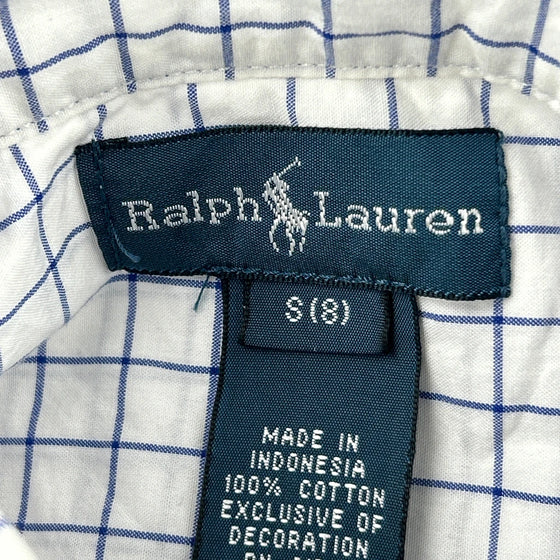 Ralph Lauren
S(8)
MADE IN
INDONESIA
100% COTTON
EXCLUSIVE OF
DECORATION